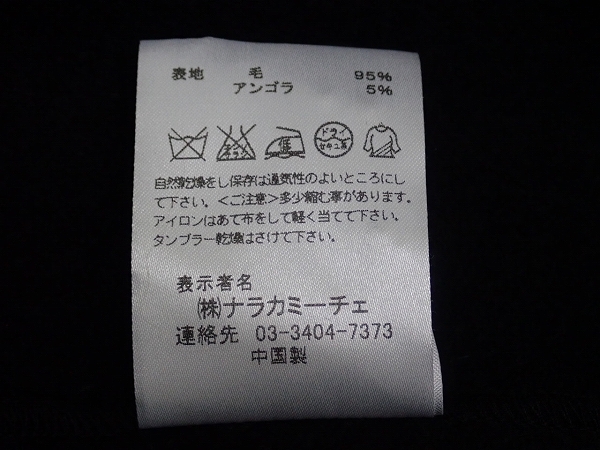 表地 毛 95%
アンゴラ 5%
低
ドライ
セキユ系
自然乾燥をし保存は通気性のよいところにし
て下さい。<ご注意>多少縮む事があります。
アイロンはあて布をして軽く当てて下さい。
タンブラー乾燥はさけて下さい。
表示者名
㈱ナラカミーチェ
連絡先 03-3404-7373
中国製